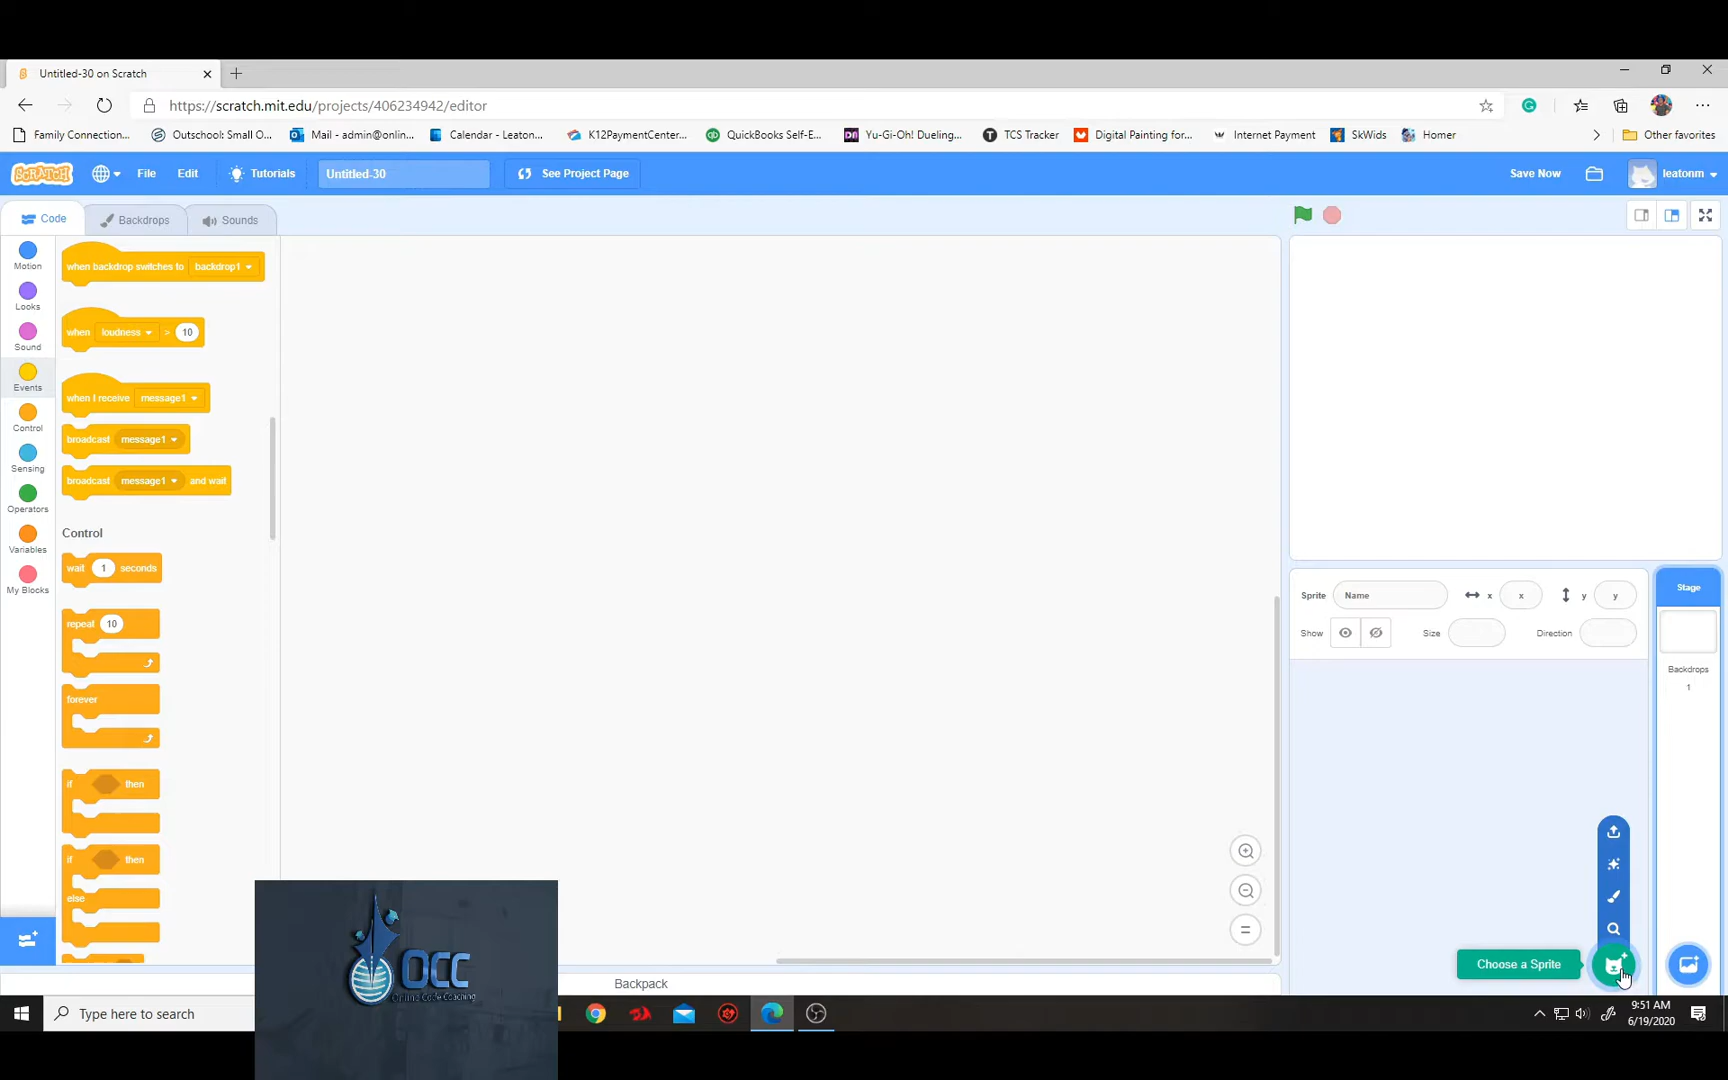 Untitled-30 on Scratch
https://scratch.mit.edu/projects/406234942/editor
Family Connection...
Outschool: Small O...
Mail - admin@onlin...
Calendar - Leaton...
K12PaymentCenter...
QuickBooks Self-E...
Yu-Gi-Oh! Dueling...
TCS Tracker
Digital Painting for...
Internet Payment
SkWids
Homer
Other favorites
SCRATCH
File
Edit
Tutorials
Untitled-30
See Project Page
Save Now
leatonm
Code
Backdrops
Sounds
Motion
Looks
Sound
Events
Control
Sensing
Operators
Variables
My Blocks
when backdrop switches to backdrop1
when loudness > 10
when I receive message1
broadcast message1
broadcast message1 and wait
Control
wait 1 seconds
repeat 10
forever
if then
if then
else
Sprite Name x x y y
Show Size Direction
Stage
Backdrops
1
Choose a Sprite
Backpack
OCC
Online Code Coaching
Type here to search
9:51 AM
6/19/2020